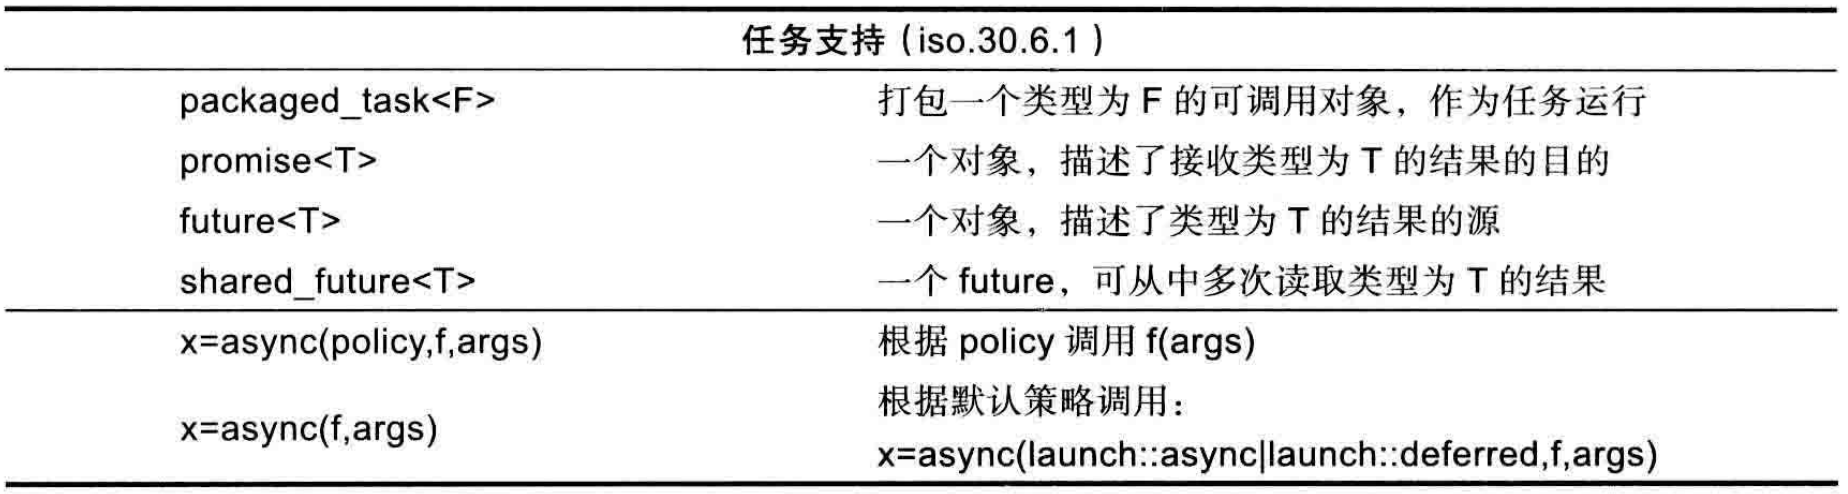 任务支持（iso.30.6.1）
packaged_task<F> 打包一个类型为 F 的可调用对象，作为任务运行
promise<T> 一个对象，描述了接收类型为 T 的结果的目的
future<T> 一个对象，描述了类型为 T 的结果的源
shared_future<T> 一个 future，可从中多次读取类型为 T 的结果
x=async(policy,f,args) 根据 policy 调用 f(args)
x=async(f,args) 根据默认策略调用：
x=async(launch::async|launch::deferred,f,args)